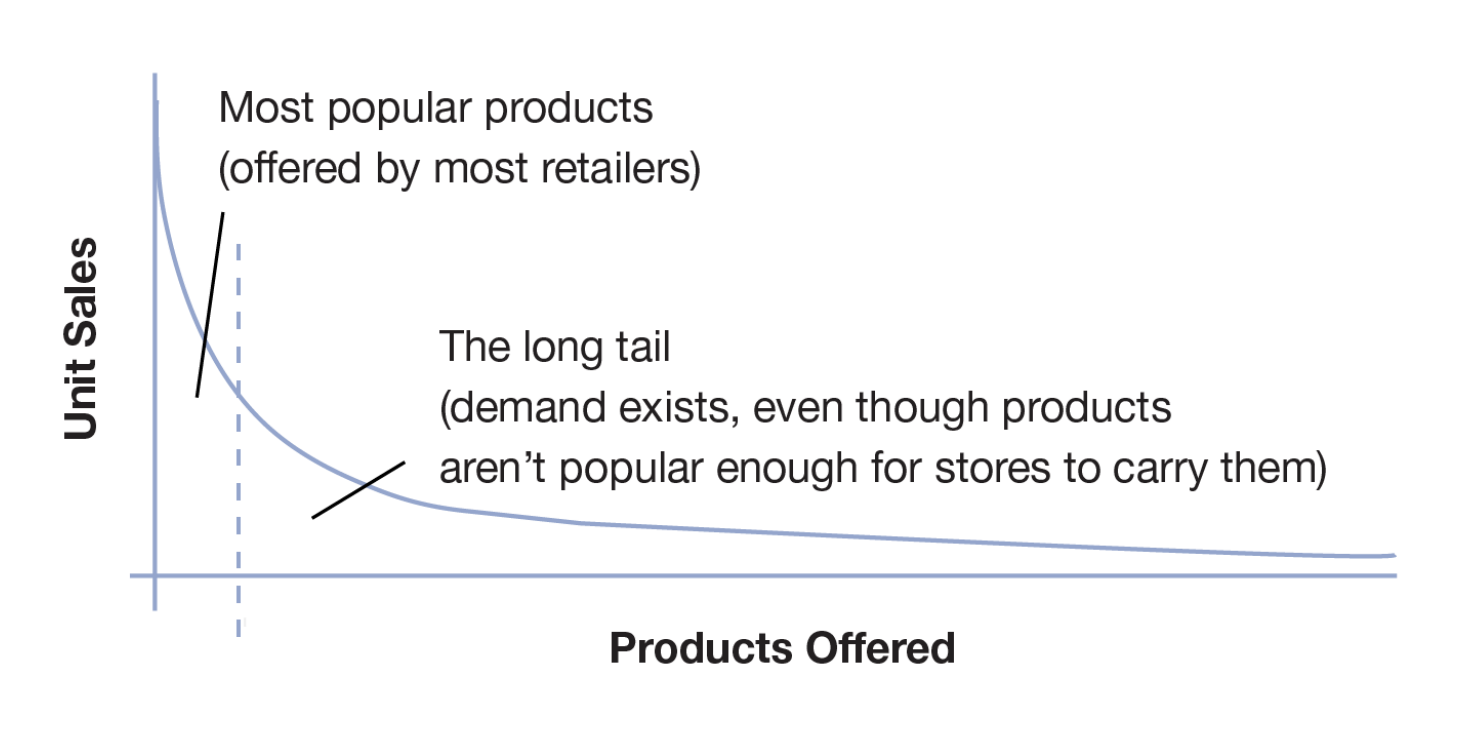 Most popular products
(offered by most retailers)
Unit Sales
The long tail
(demand exists, even though products
aren’t popular enough for stores to carry them)
Products Offered